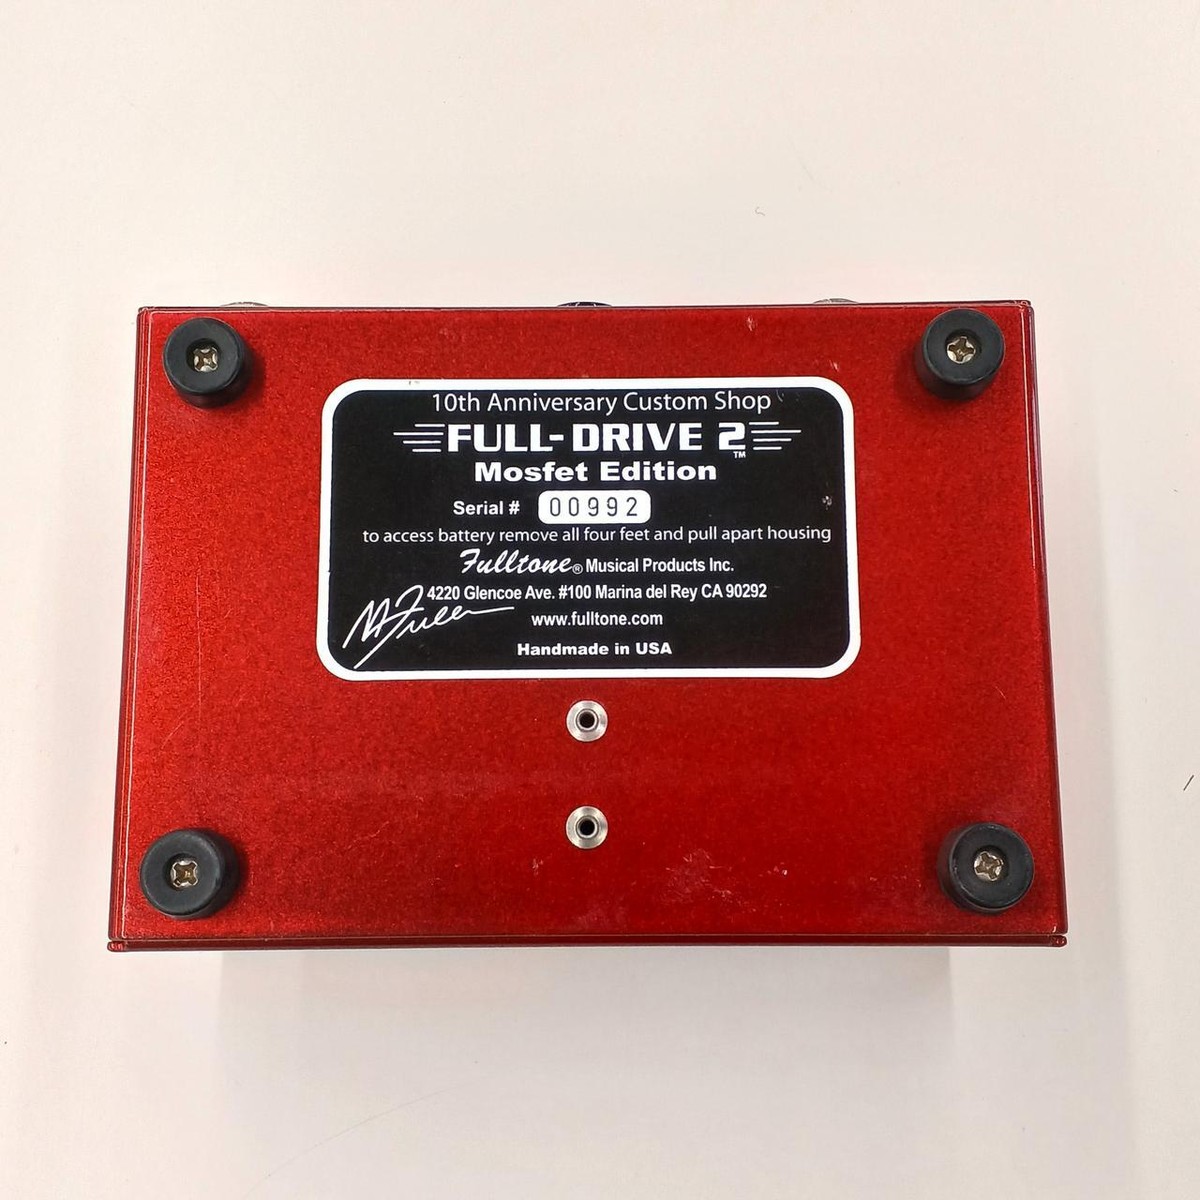 10th Anniversary Custom Shop
FULL-DRIVE 2™
Mosfet Edition
Serial # 00992
to access battery remove all four feet and pull apart housing
Fulltone® Musical Products Inc.
4220 Glencoe Ave. #100 Marina del Rey CA 90292
M Fuller
www.fulltone.com
Handmade in USA